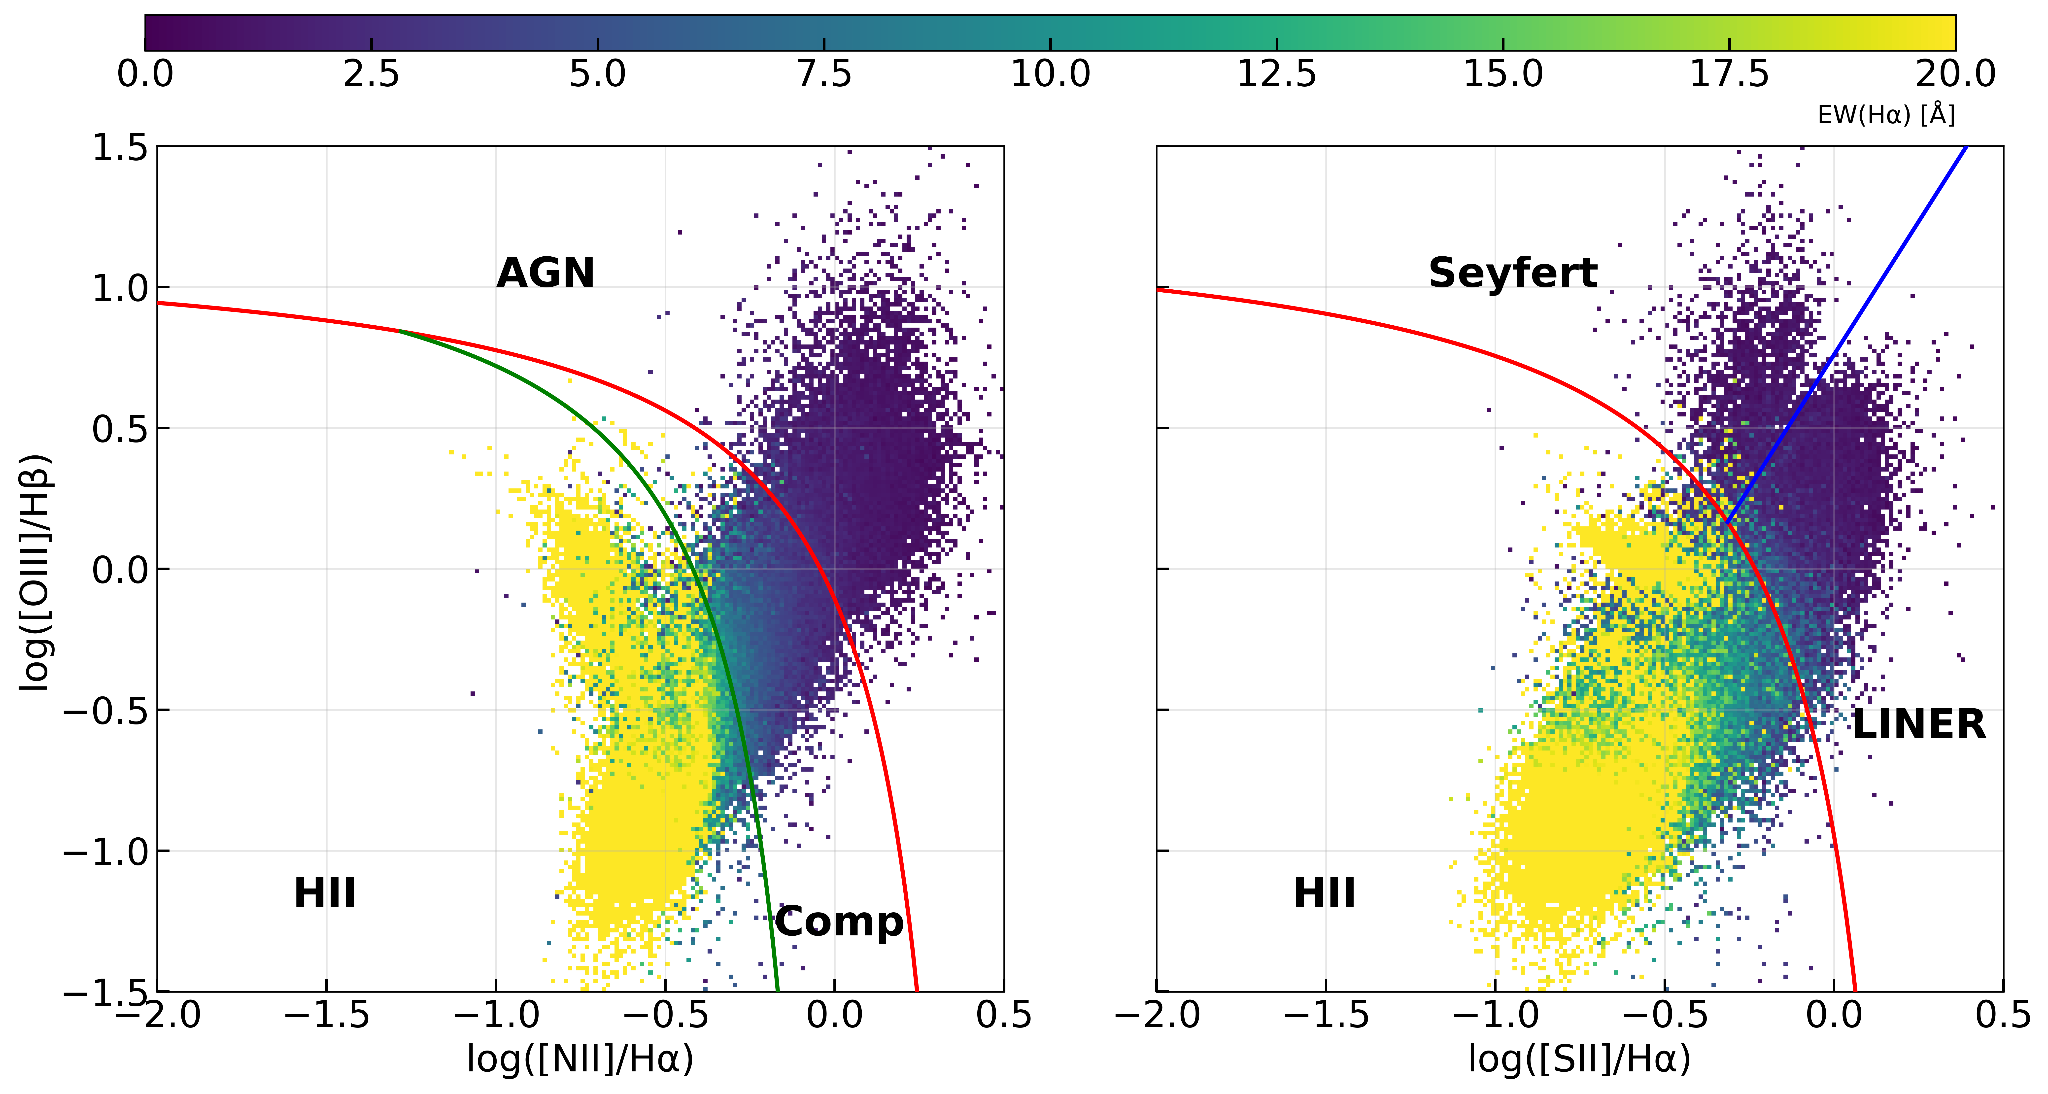 0.0 2.5 5.0 7.5 10.0 12.5 15.0 17.5 20.0
EW(Hα) [Å]
1.5
1.0
0.5
0.0
−0.5
−1.0
−1.5
log([OIII]/Hβ)
AGN
HII
Comp
−2.0 −1.5 −1.0 −0.5 0.0 0.5
log([NII]/Hα)
Seyfert
LINER
HII
−2.0 −1.5 −1.0 −0.5 0.0 0.5
log([SII]/Hα)